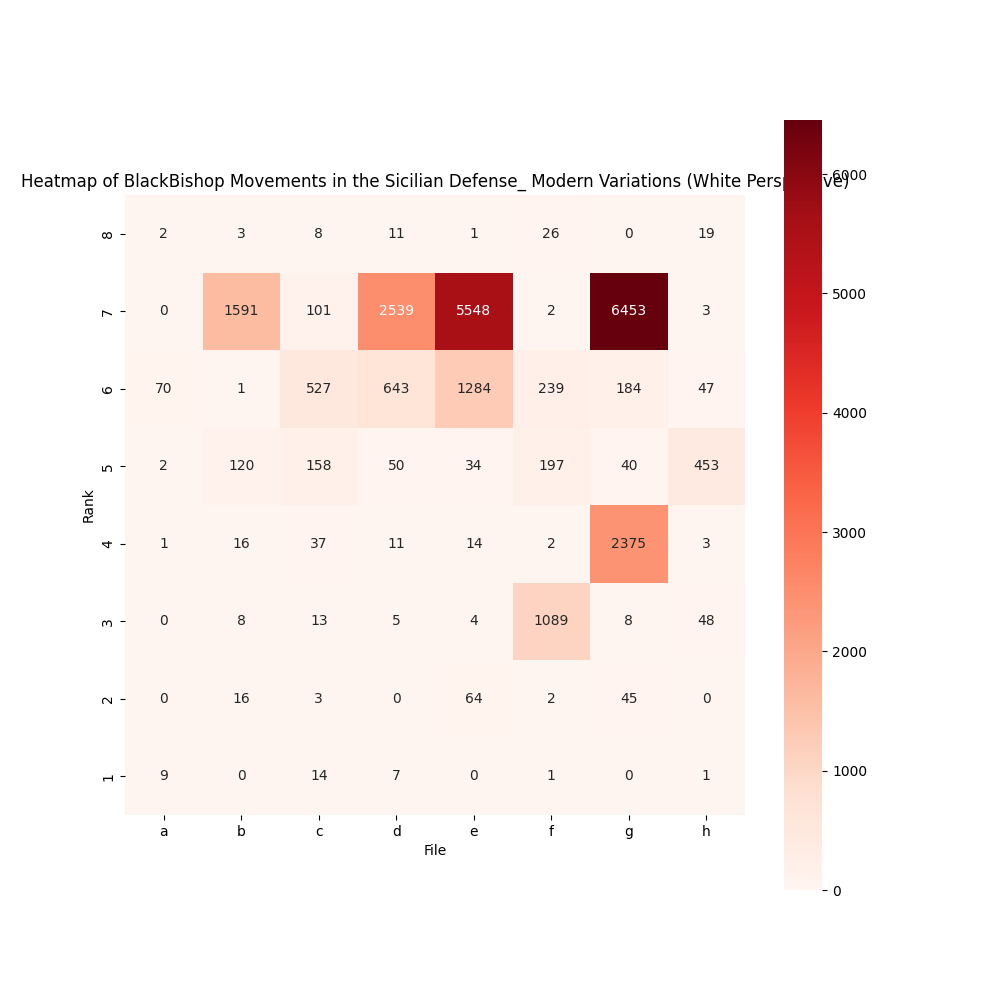 Heatmap of BlackBishop Movements in the Sicilian Defense_ Modern Variations (White Perspective)
8 2 3 8 11 1 26 0 19
7 0 1591 101 2539 5548 2 6453 3
6 70 1 527 643 1284 239 184 47
5 2 120 158 50 34 197 40 453
4 1 16 37 11 14 2 2375 3
3 0 8 13 5 4 1089 8 48
2 0 16 3 0 64 2 45 0
1 9 0 14 7 0 1 0 1
a b c d e f g h
File
Rank
6000
5000
4000
3000
2000
1000
0